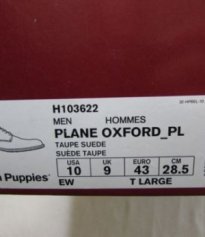 H103622
MEN HOMMES
PLANE OXFORD_PL
TAUPE SUEDE
SUÈDE TAUPE
USA UK EURO CM
10 9 43 28.5
EW T LARGE
Puppies